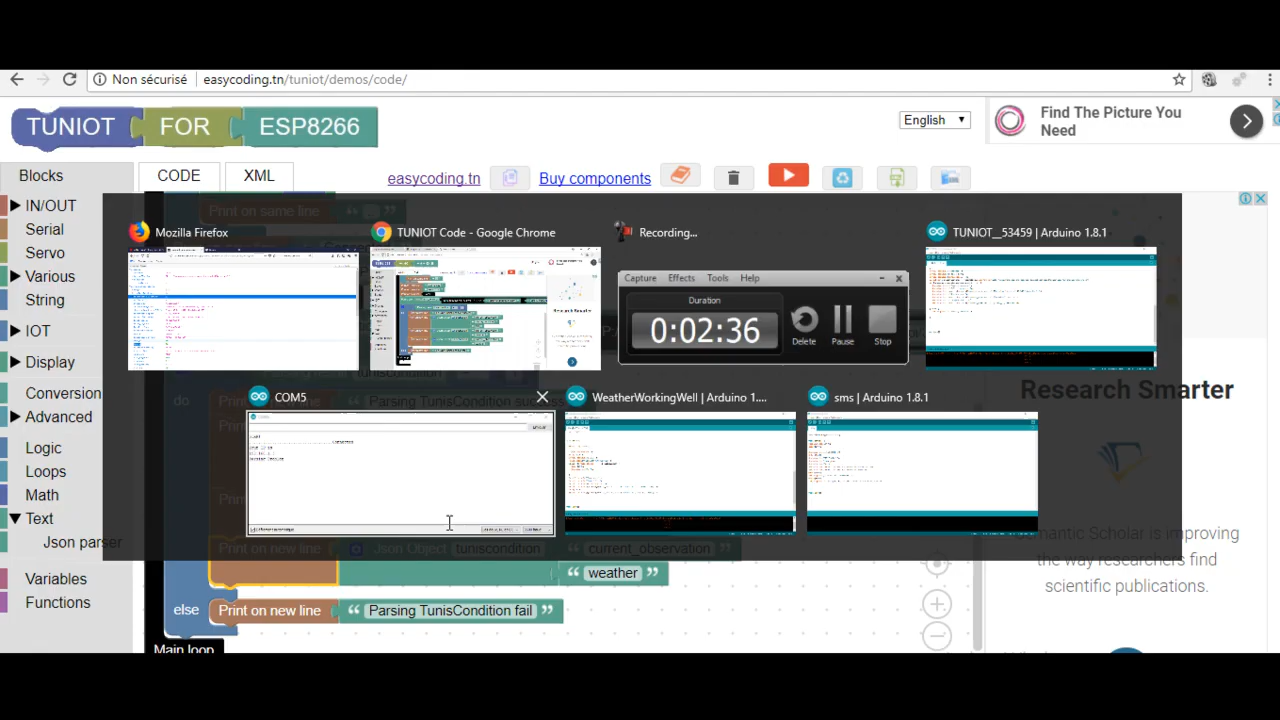 Non sécurisé easycoding.tn/tuniot/demos/code/
TUNIOT FOR ESP8266
English
Find The Picture You
Need
Blocks
CODE
XML
easycoding.tn
Buy components
IN/OUT
Serial
Servo
Various
String
IOT
Display
Conversion
Advanced
Logic
Loops
Math
Text
Json parser
Variables
Functions
Print on same line
Mozilla Firefox
TUNIOT Code - Google Chrome
Recording...
TUNIOT__53459 | Arduino 1.8.1
Capture Effects Tools Help
Duration
0:02:36
Delete
Pause
Stop
COM5
WeatherWorkingWell | Arduino 1....
sms | Arduino 1.8.1
do
Research Smarter
Semantic Scholar is improving
the way researchers find
scientific publications.
Print on new line Json Object tuniscondition current_observation
“ weather ”
else Print on new line “ Parsing TunisCondition fail ”
Main loop